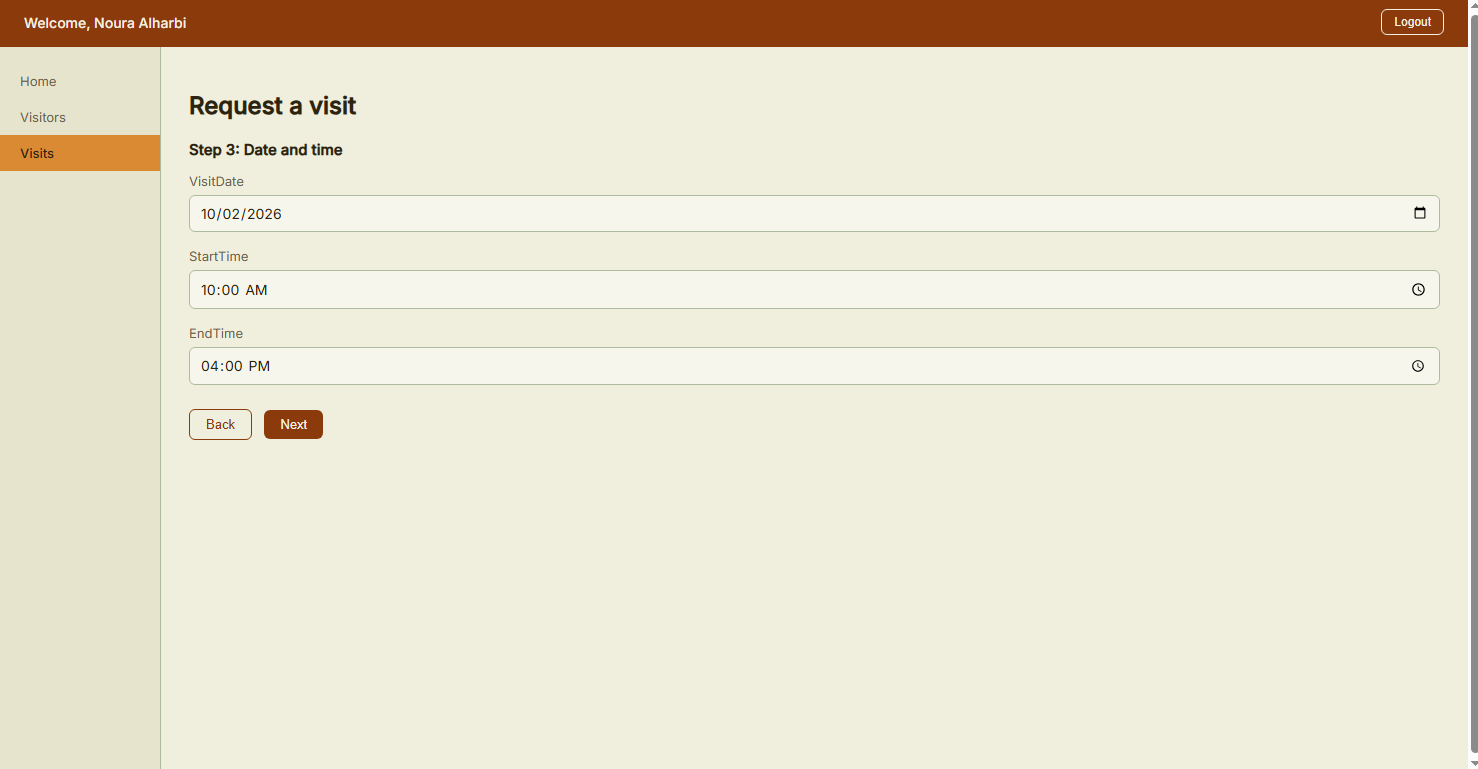 Welcome, Noura Alharbi
Logout
Home
Visitors
Visits
Request a visit
Step 3: Date and time
VisitDate
10/02/2026
StartTime
10:00 AM
EndTime
04:00 PM
Back
Next